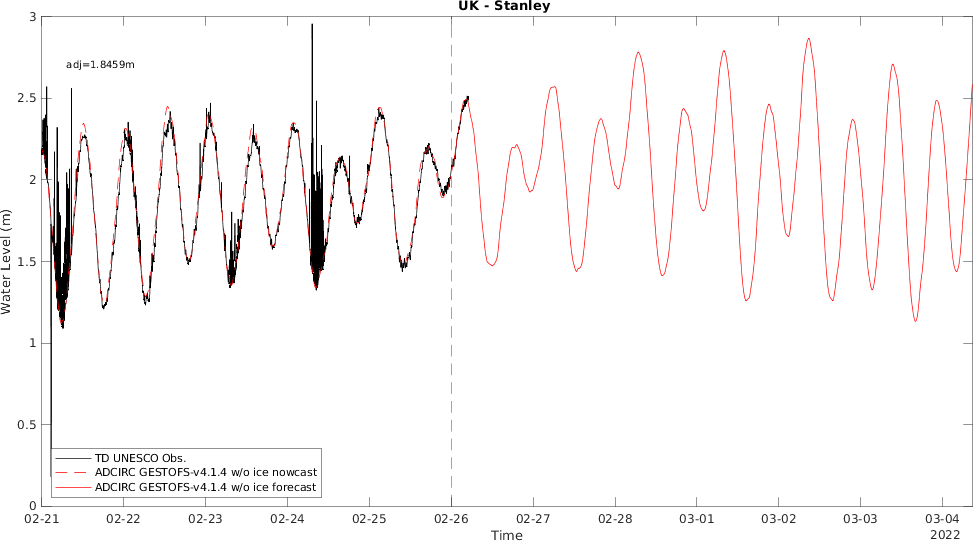 UK - Stanley
adj=1.8459m
3
2.5
2
1.5
1
0.5
0
Water Level (m)
TD UNESCO Obs.
ADCIRC GESTOFS-v4.1.4 w/o ice nowcast
ADCIRC GESTOFS-v4.1.4 w/o ice forecast
02-21 02-22 02-23 02-24 02-25 02-26 02-27 02-28 03-01 03-02 03-03 03-04
2022
Time